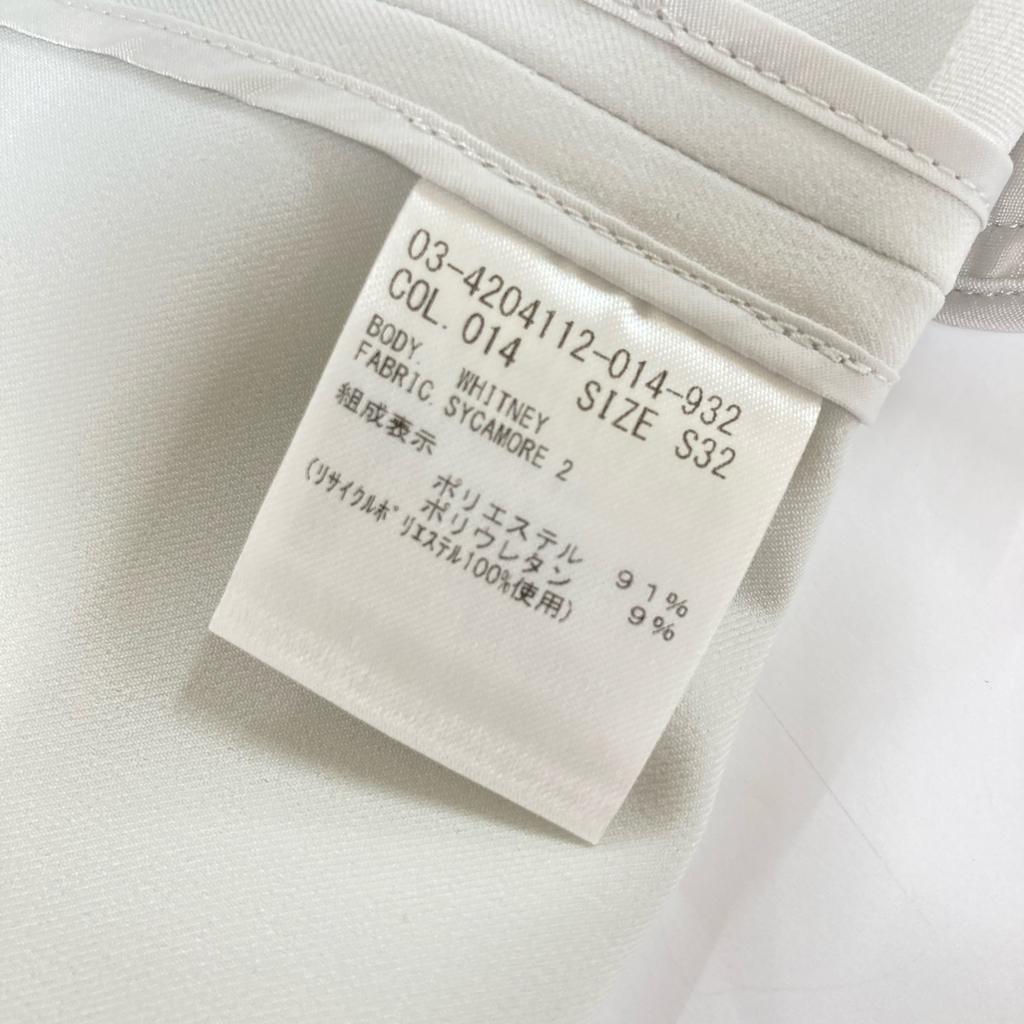 03-4204112-014-932
COL. 014 SIZE S32
BODY. WHITNEY
FABRIC. SYCAMORE 2
組成表示
ポリエステル 91%
ポリウレタン 9%
(ﾘｻｲｸﾙﾎﾟﾘｴｽﾃﾙ100%使用)